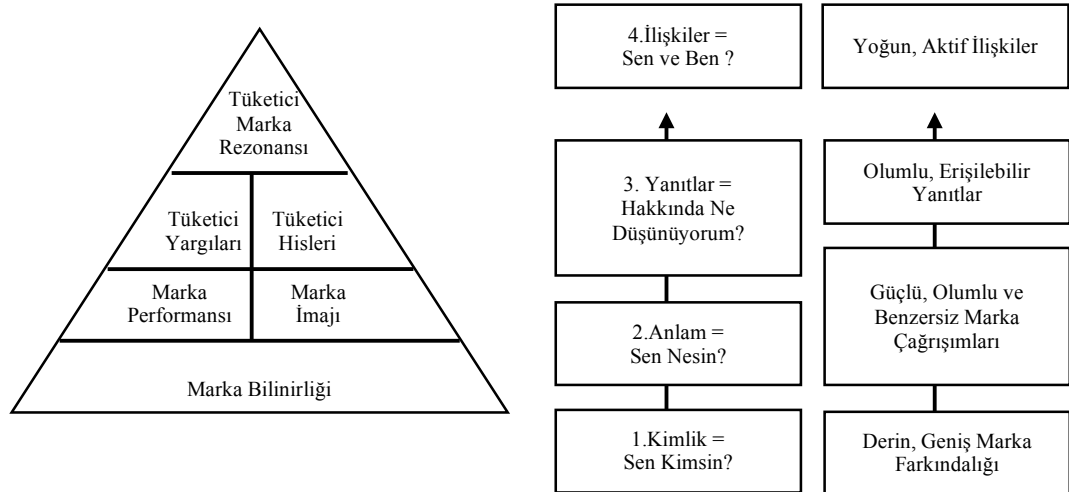 Tüketici
Marka
Rezonansı
Tüketici
Yargıları
Tüketici
Hisleri
Marka
Performansı
Marka
İmajı
Marka Bilinirliği
4.İlişkiler =
Sen ve Ben ?
3. Yanıtlar =
Hakkında Ne
Düşünüyorum?
2.Anlam =
Sen Nesin?
1.Kimlik =
Sen Kimsin?
Yoğun, Aktif İlişkiler
Olumlu, Erişilebilir
Yanıtlar
Güçlü, Olumlu ve
Benzersiz Marka
Çağrışımları
Derin, Geniş Marka
Farkındalığı